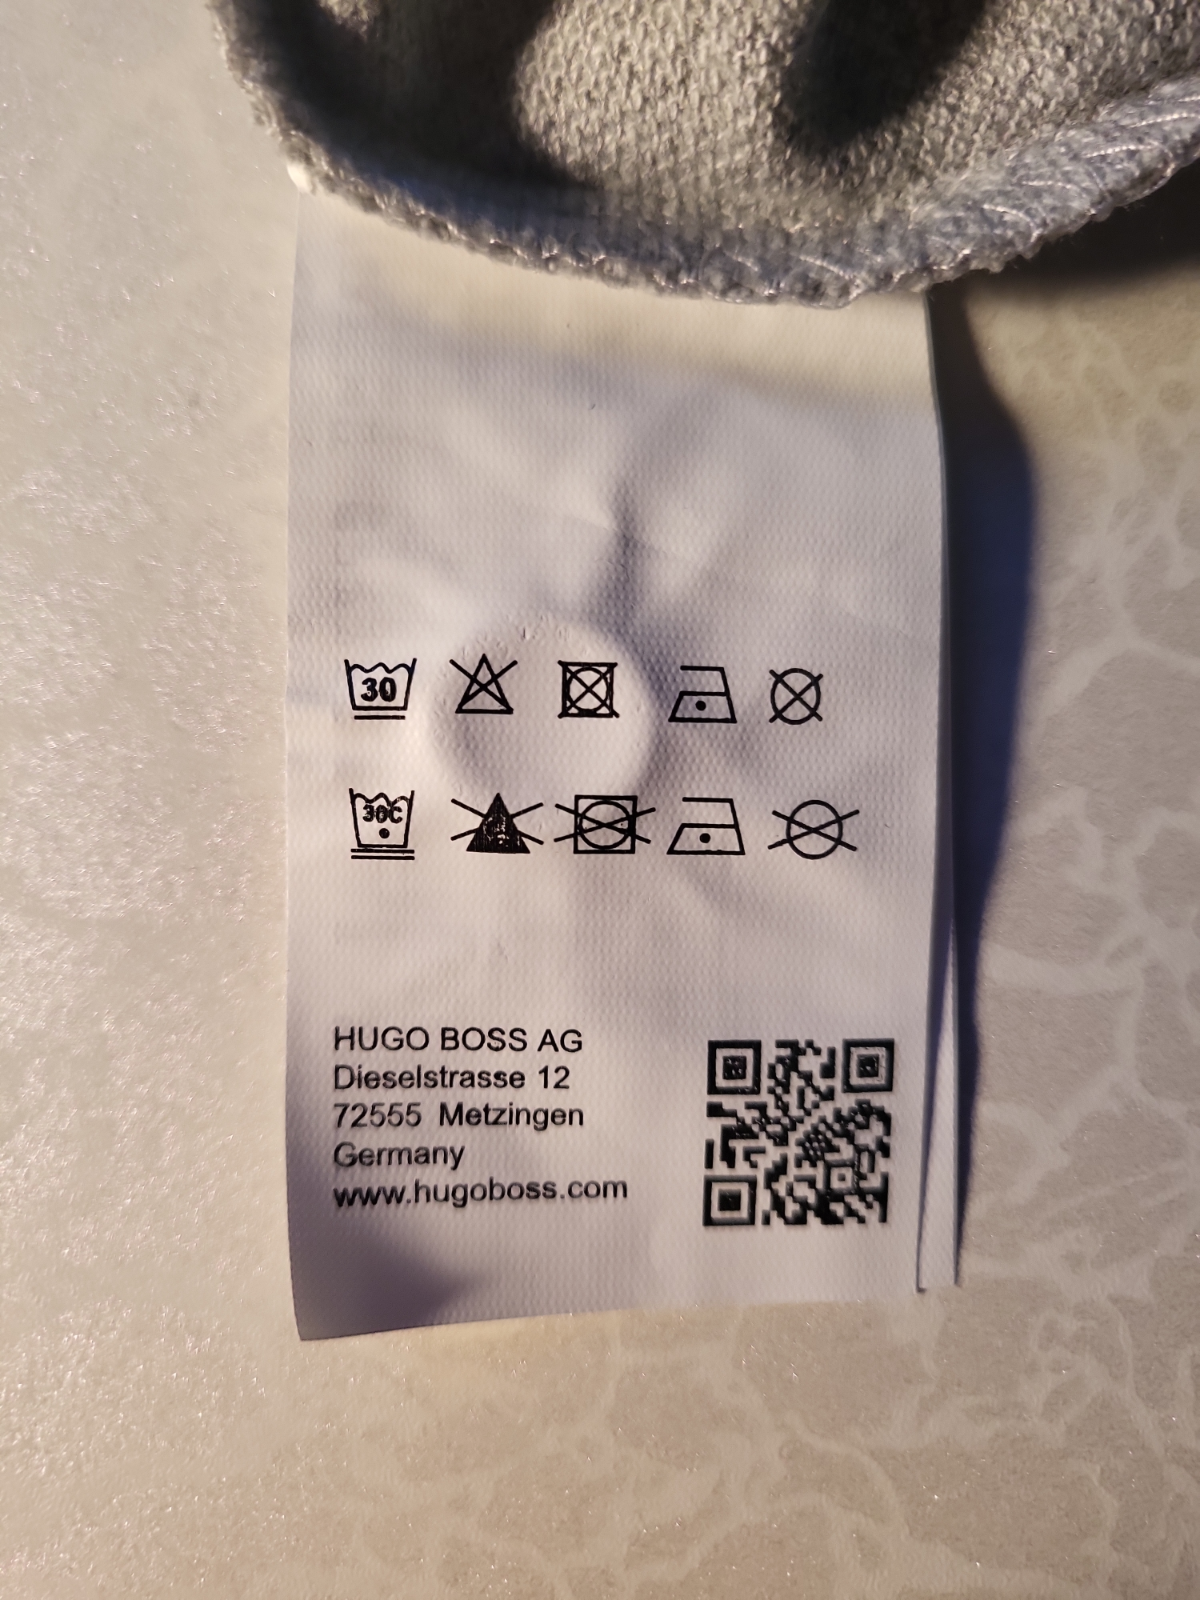 30
30C
HUGO BOSS AG
Dieselstrasse 12
72555 Metzingen
Germany
www.hugoboss.com